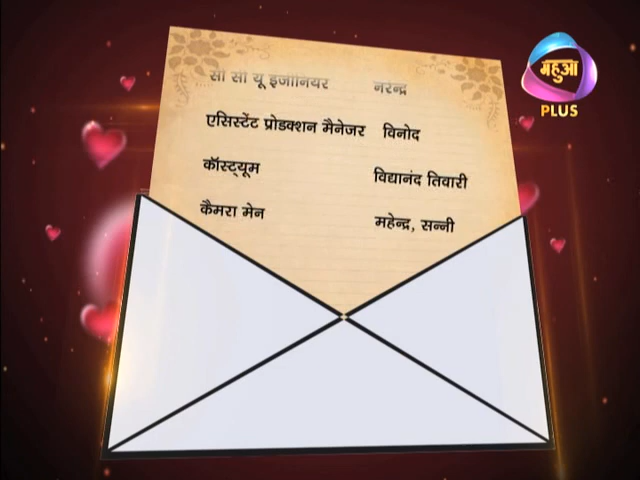 महुआ
PLUS
सी सी यू इंजीनियर नरेन्द्र
एसिस्टेंट प्रोडक्शन मैनेजर विनोद
कॉस्ट्यूम विद्यानंद तिवारी
कैमरा मेन महेन्द्र, सन्नी